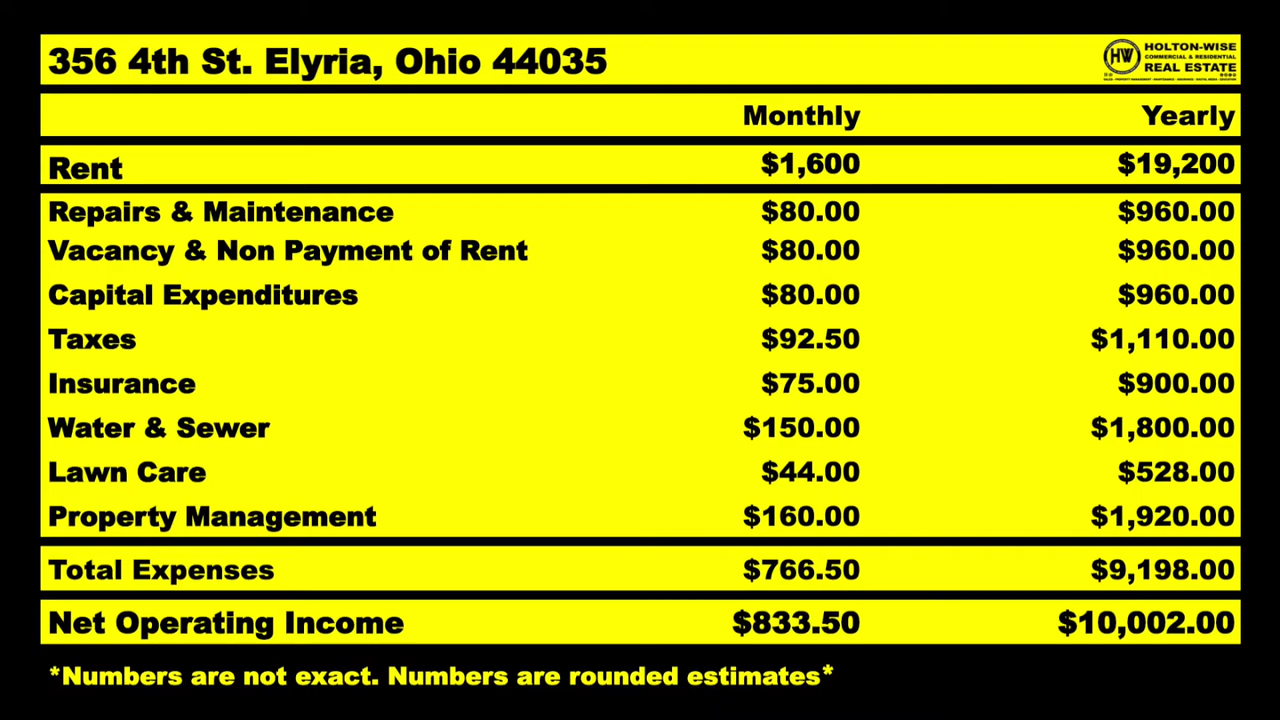 356 4th St. Elyria, Ohio 44035
HW
HOLTON-WISE
COMMERCIAL & RESIDENTIAL
REAL ESTATE
Monthly Yearly
Rent $1,600 $19,200
Repairs & Maintenance $80.00 $960.00
Vacancy & Non Payment of Rent $80.00 $960.00
Capital Expenditures $80.00 $960.00
Taxes $92.50 $1,110.00
Insurance $75.00 $900.00
Water & Sewer $150.00 $1,800.00
Lawn Care $44.00 $528.00
Property Management $160.00 $1,920.00
Total Expenses $766.50 $9,198.00
Net Operating Income $833.50 $10,002.00
*Numbers are not exact. Numbers are rounded estimates*